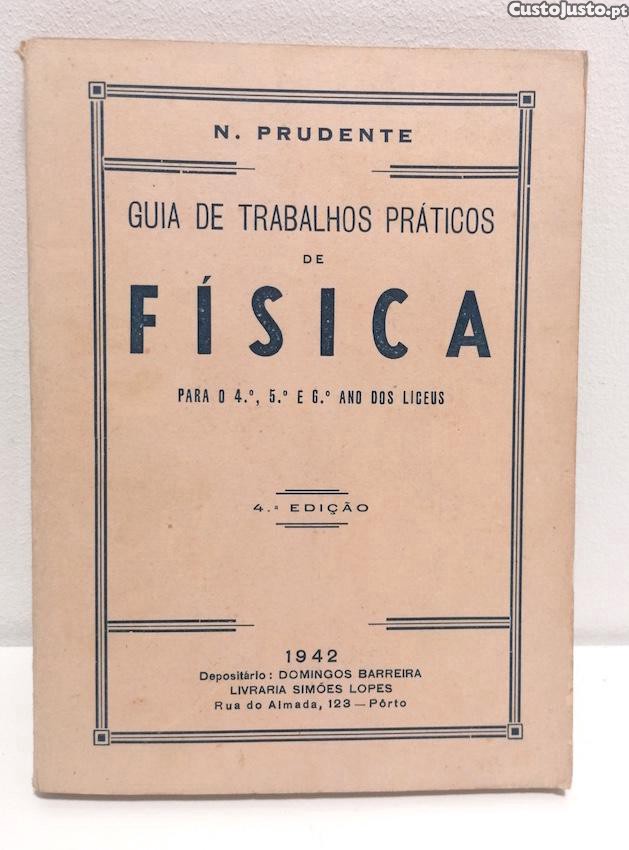 CustoJusto.pt
N. PRUDENTE
GUIA DE TRABALHOS PRÁTICOS
DE
FÍSICA
PARA O 4.º, 5.º E 6.º ANO DOS LICEUS
4.ª EDIÇÃO
1942
Depositário: DOMINGOS BARREIRA
LIVRARIA SIMÕES LOPES
Rua do Almada, 123 — Pôrto